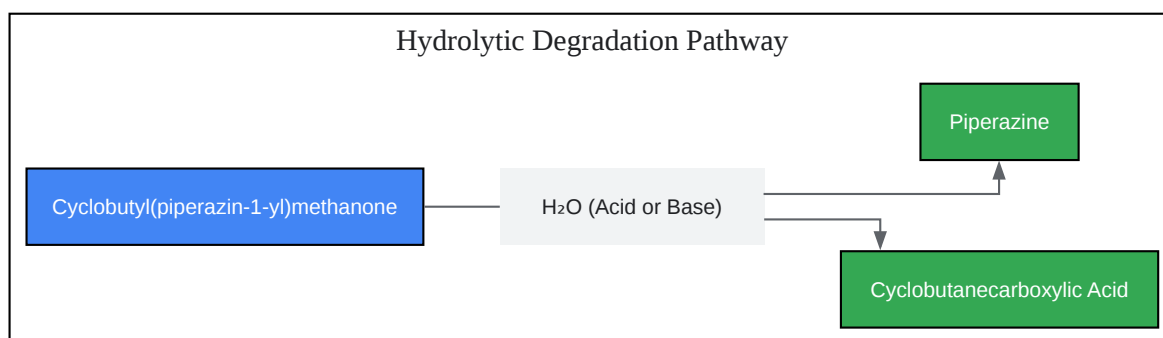 Hydrolytic Degradation Pathway
Piperazine
Cyclobutyl(piperazin-1-yl)methanone
H₂O (Acid or Base)
Cyclobutanecarboxylic Acid